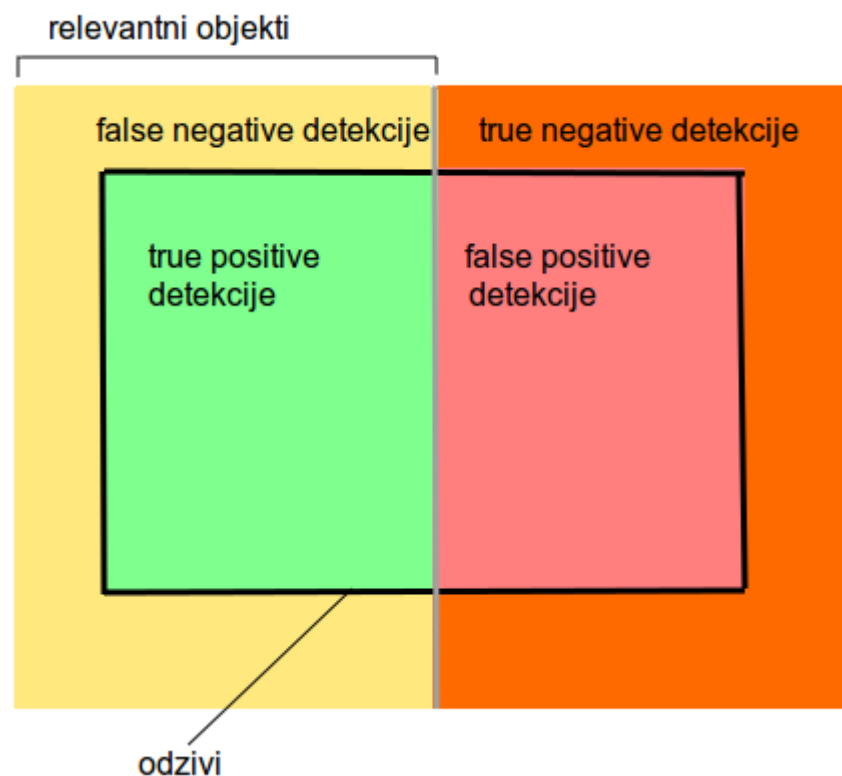 relevantni objekti
false negative detekcije
true negative detekcije
true positive
detekcije
false positive
detekcije
odzivi